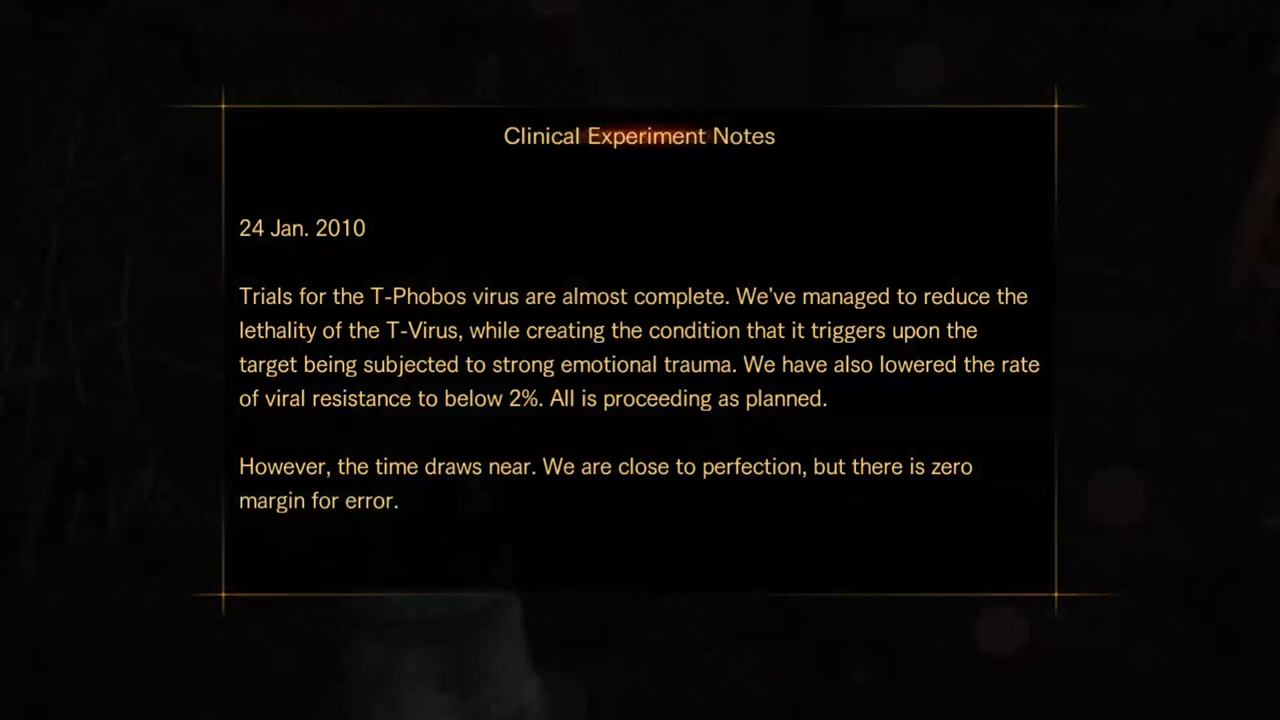 Clinical Experiment Notes
24 Jan. 2010
Trials for the T-Phobos virus are almost complete. We've managed to reduce the
lethality of the T-Virus, while creating the condition that it triggers upon the
target being subjected to strong emotional trauma. We have also lowered the rate
of viral resistance to below 2%. All is proceeding as planned.
However, the time draws near. We are close to perfection, but there is zero
margin for error.